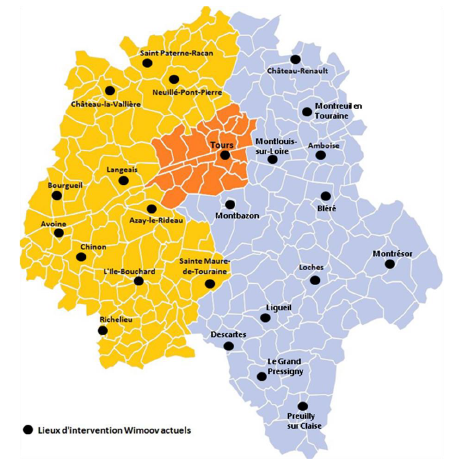 Saint Paterne-Racan
Château-Renault
Neuillé-Pont-Pierre
Château-la-Vallière
Montreuil en
Touraine
Tours
Montlouis-
sur-Loire
Amboise
Langeais
Bourgueil
Azay-le-Rideau
Montbazon
Bléré
Avoine
Chinon
Sainte Maure-
de-Touraine
Montrésor
L'Ile-Bouchard
Loches
Ligueil
Richelieu
Descartes
Le Grand
Pressigny
Preuilly
sur Claise
Lieux d'intervention Wimoov actuels